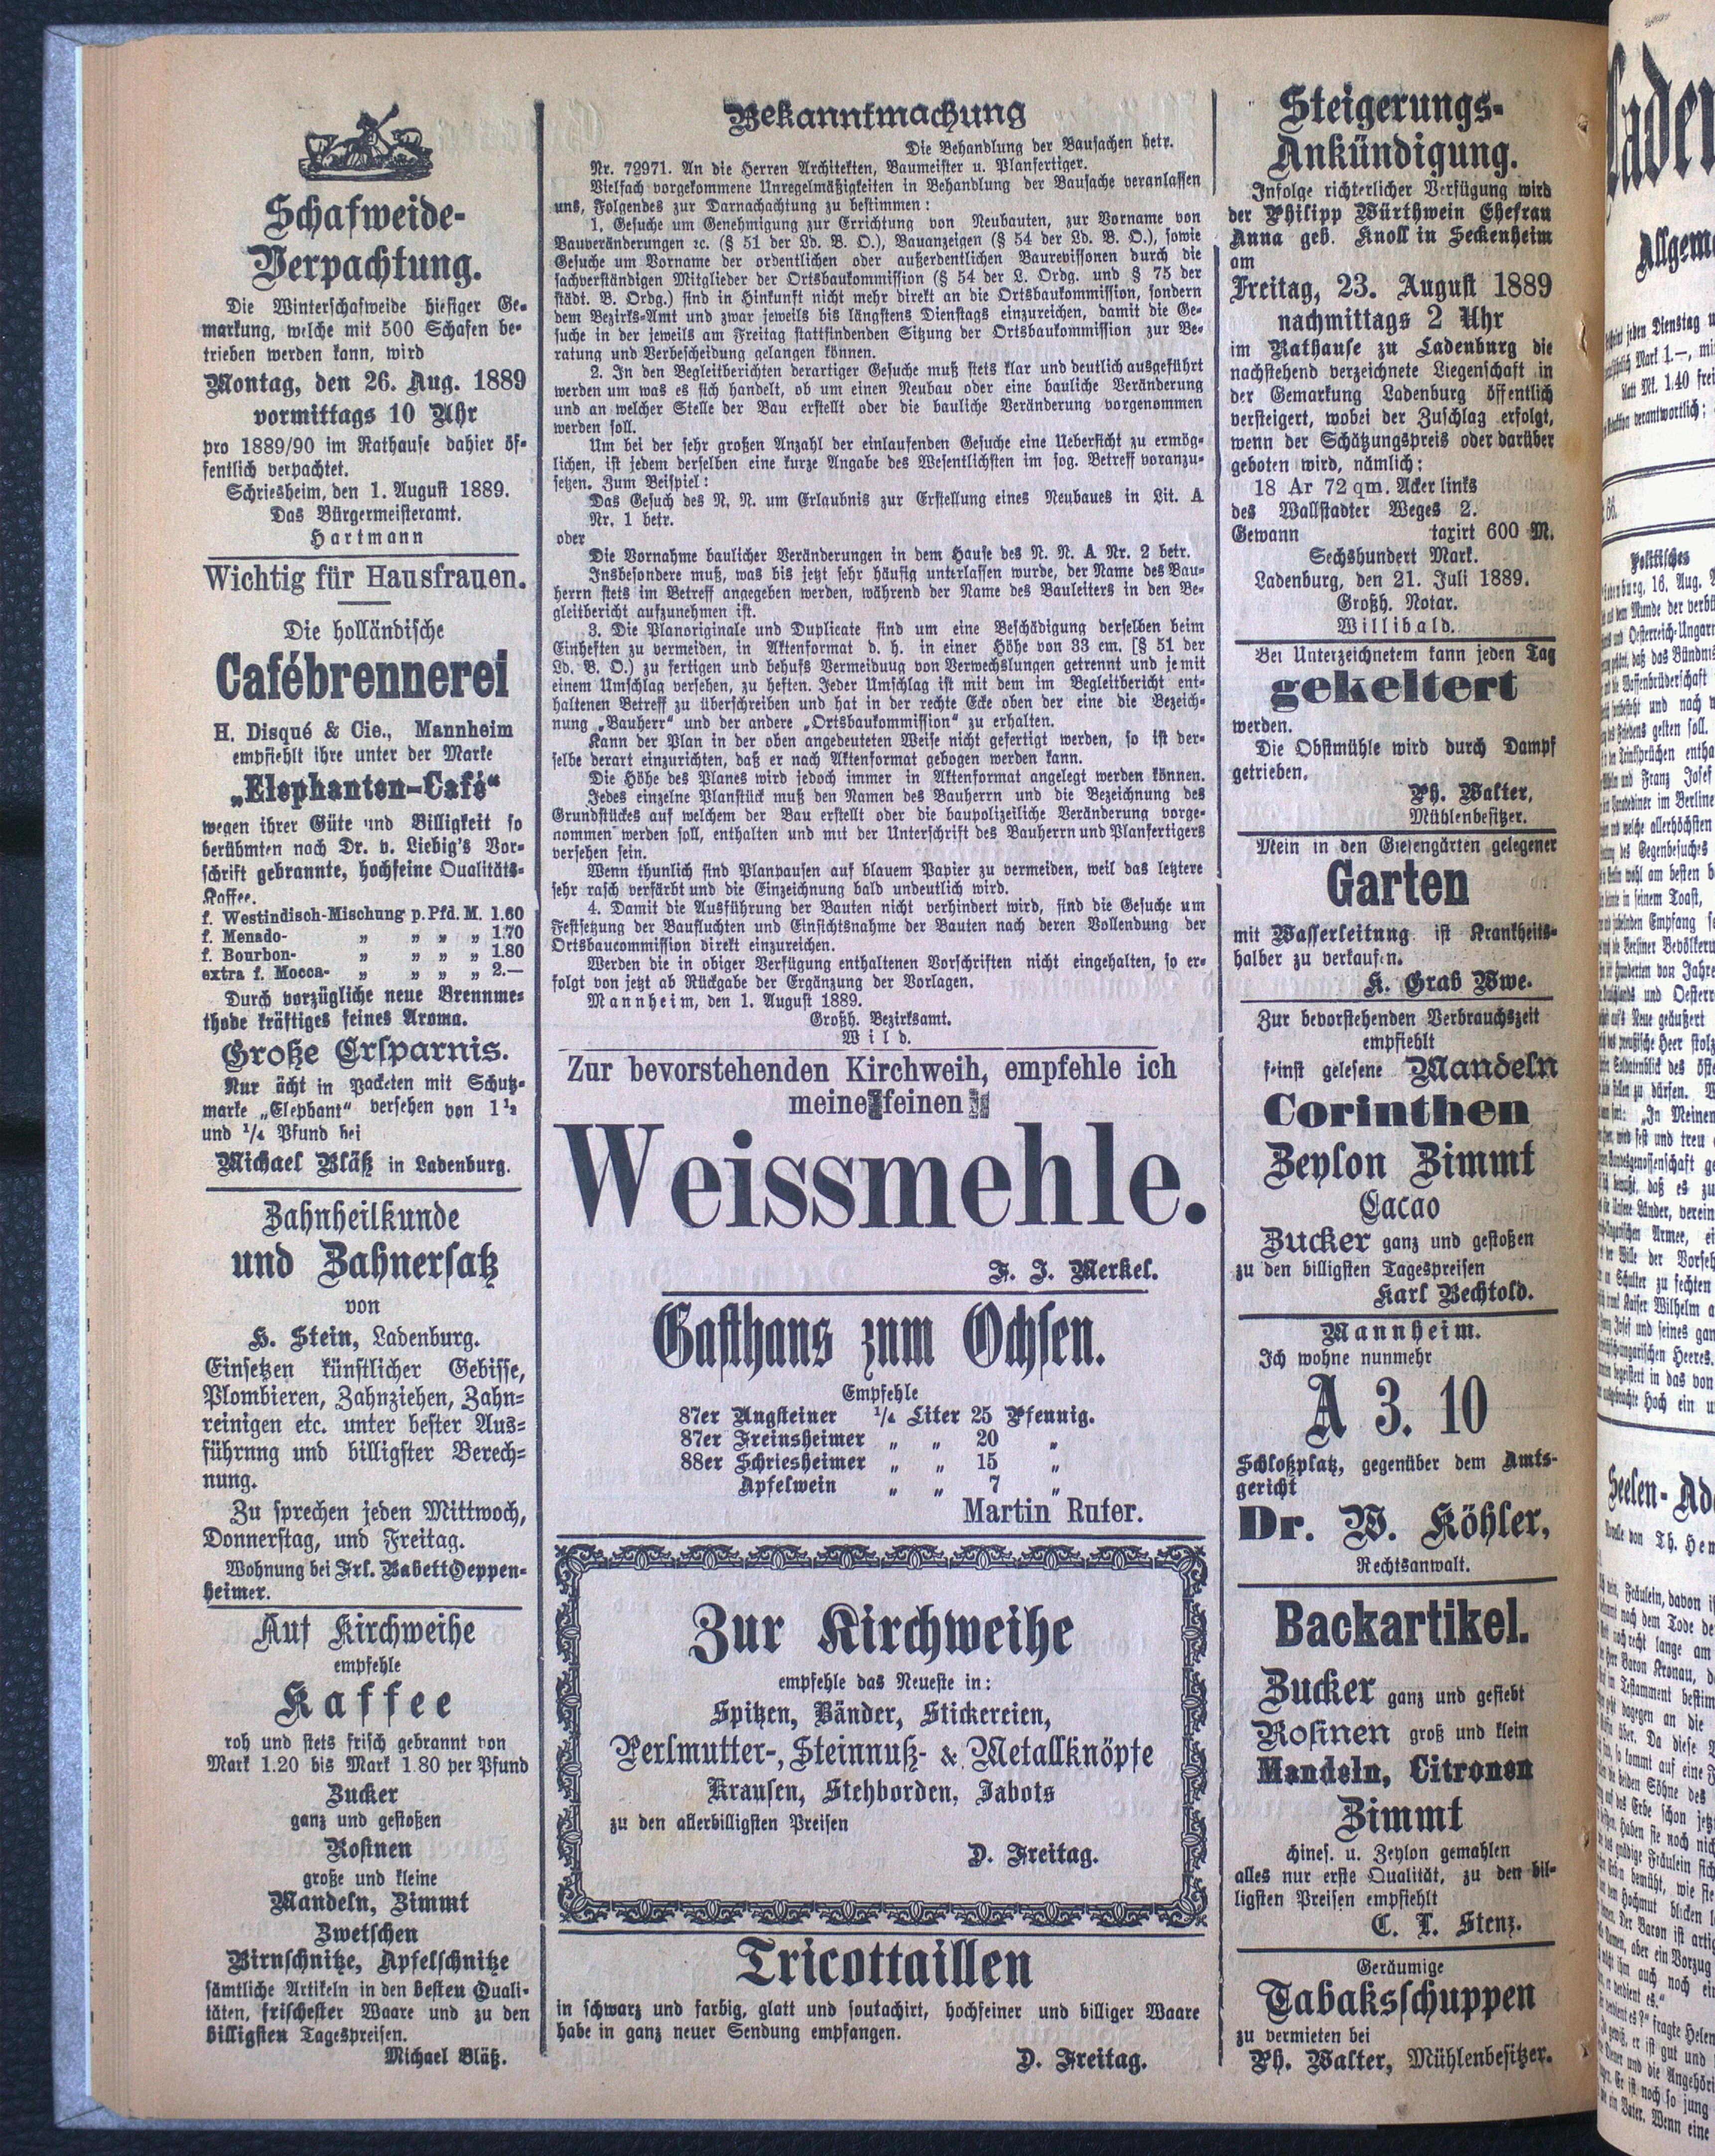 Schafweide-
Verpachtung.
Die Winterschafweide hiesiger Ge-
markung, welche mit 500 Schafen be-
trieben werden kann, wird
Montag, den 26. Aug. 1889
vormittags 10 Uhr
pro 1889/90 im Rathause dahier öf-
fentlich verpachtet.
Schriesheim, den 1. August 1889.
Das Bürgermeisteramt.
Hartmann
Wichtig für Hausfrauen.
Die holländische
Cafébrennerei
H. Disqué & Cie., Mannheim
empfiehlt ihre unter der Marke
„Elephanten-Café“
wegen ihrer Güte und Billigkeit so
berühmten nach Dr. v. Liebig's Vor-
schrift gebrannte, hochfeine Qualitäts-
Kaffee.
f. Westindisch-Mischung p. Pfd. M. 1.60
f. Menado- „ „ „ „ 1.70
f. Bourbon- „ „ „ „ 1.80
extra f. Mocca- „ „ „ „ 2.—
Durch vorzügliche neue Brennme-
thode kräftiges feines Aroma.
Große Ersparnis.
Nur ächt in Packeten mit Schutz-
marke „Elephant“ versehen von 1 ½
und 1/4 Pfund bei
Michael Bläß in Ladenburg.
Zahnheilkunde
und Zahnersatz
von
H. Stein, Ladenburg.
Einsetzen künstlicher Gebisse,
Plombieren, Zahnziehen, Zahn-
reinigen etc. unter bester Aus-
führnng und billigster Berech-
nung.
Zu sprechen jeden Mittwoch,
Donnerstag, und Freitag.
Wohnung bei Frl. Babett Oeppen-
heimer.
Auf Kirchweihe
empfehle
Kaffee
roh und stets frisch gebrannt von
Mark 1.20 bis Mark 1.80 per Pfund
Zucker
ganz und gestoßen
Rosinen
große und kleine
Mandeln, Zimmt
Zwetschen
Birnschnitze, Apfelschnitze
sämtliche Artikeln in den besten Quali-
täten, frischester Waare und zu den
billigsten Tagespreisen.
Michael Bläß.
Bekanntmachung
Die Behandlung der Bausachen betr.
Nr. 72971. An die Herren Architekten, Baumeister u. Planfertiger.
Vielfach vorgekommene Unregelmäßigkeiten in Behandlung der Bausache veranlassen
uns, Folgendes zur Darnachachtung zu bestimmen:
1. Gesuche um Genehmigung zur Errichtung von Neubauten, zur Vorname von
Bauveränderungen ꝛc. (§ 51 der Ld. B. O.), Bauanzeigen (§ 54 der Ld. B. O.), sowie
Gesuche um Vorname der ordentlichen oder außerdentlichen Baurevissonen durch die
sachverständigen Mitglieder der Ortsbaukommission (§ 54 der L. Ordg. und § 75 der
städt. B. Ordg.) sind in Hinkunft nicht mehr direkt an die Ortsbaukommission, sondern
dem Bezirks-Amt und zwar jeweils bis längstens Dienstags einzureichen, damit die Ge-
suche in der jeweils am Freitag stattfindenden Sitzung der Ortsbaukommission zur Be-
ratung und Verbescheidung gelangen können.
2. In den Begleitberichten derartiger Gesuche muß stets klar und deutlich ausgeführt
werden um was es sich handelt, ob um einen Neubau oder eine bauliche Veränderung
und an welcher Stelle der Bau erstellt oder die bauliche Veränderung vorgenommen
werden soll.
Um bei der sehr großen Anzahl der einlaufenden Gesuche eine Uebersicht zu ermög-
lichen, ist jedem derselben eine kurze Angabe des Wesentlichsten im sog. Betreff voranzu-
setzen. Zum Beispiel:
Das Gesuch des N. N. um Erlaubnis zur Erstellung eines Neubaues in Lit. A
Nr. 1 betr.
oder
Die Vornahme baulicher Veränderungen in dem Hause des N. N. A Nr. 2 betr.
Insbesondere muß, was bis jetzt sehr häufig unterlassen wurde, der Name des Bau-
herrn stets im Betreff angegeben werden, während der Name des Bauleiters in den Be-
gleitbericht aufzunehmen ist.
3. Die Planoriginale und Duplicate sind um eine Beschädigung derselben beim
Einheften zu vermeiden, in Aktenformat d. h. in einer Höhe von 33 em. [§ 51 der
Ld. B. O.) zu fertigen und behufs Vermeiduug von Verwechslungen getrennt und je mit
einem Umschlag versehen, zu heften. Jeder Umschlag ist mit dem im Begleitbericht ent-
haltenen Betreff zu überschreiben und hat in der rechte Ecke oben der eine die Bezeich-
nung „Bauherr“ und der andere „Ortsbaukommission“ zu erhalten.
Kann der Plan in der oben angedeuteten Weise nicht gefertigt werden, so ist der-
selbe derart einzurichten, daß er nach Aktenformat gebogen werden kann.
Die Höhe des Planes wird jedoch immer in Aktenformat angelegt werden können.
Jedes einzelne Planstück muß den Namen des Bauherrn und die Bezeichnung des
Grundstückes auf welchem der Bau erstellt oder die baupolizeiliche Veränderung vorge-
nommen werden soll, enthalten und mit der Unterschrift des Bauherrn und Planfertigers
versehen sein.
Wenn thunlich sind Planpausen auf blauem Papier zu vermeiden, weil das letztere
sehr rasch verfärbt und die Einzeichnung bald undeutlich wird.
4. Damit die Ausführung der Bauten nicht verhindert wird, sind die Gesuche um
Festsetzung der Baufluchten und Einsichtsnahme der Bauten nach deren Vollendung der
Ortsbaucommission direkt einzureichen.
Werden die in obiger Verfügung enthaltenen Vorschriften nicht eingehalten, so er-
folgt von jetzt ab Rückgabe der Ergänzung der Vorlagen.
Mannheim, den 1. August 1889.
Großh. Bezirksamt.
Wild.
Zur bevorstehenden Kirchweih, empfehle ich
meine feinen
Weissmehle.
F. J. Merkel.
Gasthaus zum Ochsen.
Empfehle
87er Ungsteiner 1/4 Liter 25 Pfennig.
87er Freinsheimer „ „ 20 „
88er Schriesheimer „ „ 15 „
Apfelwein „ „ 7 „
Martin Rufer.
Zur Kirchweihe
empfehle das Neueste in:
Spitzen, Bänder, Stickereien,
Perlmutter-, Steinnuß- & Metallknöpfe
Krausen, Stehborden, Jabots
zu den allerbilligsten Preisen
D. Freitag.
Tricottaillen
in schwarz und farbig, glatt und soutachirt, hochfeiner und billiger Waare
habe in ganz neuer Sendung empfangen.
D. Freitag.
Steigerungs-
Ankündigung.
Infolge richterlicher Verfügung wird
der Philipp Würthwein Ehefrau
Anna geb. Knoll in Seckenheim
am
Freitag, 23. August 1889
nachmittags 2 Uhr
im Rathause zu Ladenburg die
nachstehend verzeichnete Liegenschaft in
der Gemarkung Ladenburg öffentlich
versteigert, wobei der Zuschlag erfolgt,
wenn der Schätzungspreis oder darüber
geboten wird, nämlich:
18 Ar 72 qm. Acker links
des Wallstadter Weges 2.
Gewann taxirt 600 M.
Sechshundert Mark.
Ladenburg, den 21. Juli 1889.
Großh. Notar.
Willibald.
Bei Unterzeichnetem kann jeden Tag
gekeltert
werden.
Die Obstmühle wird durch Dampf
getrieben.
Ph. Walter,
Mühlenbesitzer.
Mein in den Giesengärten gelegener
Garten
mit Wasserleitung ist Krankheits-
halber zu verkaufen.
K. Grab Wwe.
Zur bevorstehenden Verbrauchszeit
empfiehlt
feinst gelesene Mandeln
Corinthen
Zeylon Zimmt
Cacao
Zucker ganz und gestoßen
zu den billigsten Tagespreisen
Karl Bechtold.
Mannheim.
Ich wohne nunmehr
A 3. 10
Schloßplatz, gegenüber dem Amts-
gericht
Dr. W. Köhler,
Rechtsanwalt.
Backartikel.
Zucker ganz und gesiebt
Rosinen groß und klein
Mandeln, Citronen
Zimmt
chines. u. Zeylon gemahlen
alles nur erste Qualität, zu den bil-
ligsten Preisen empfiehlt
C. L. Stenz.
Geräumige
Tabaksschuppen
zu vermieten bei
Ph. Walter, Mühlenbesitzer.